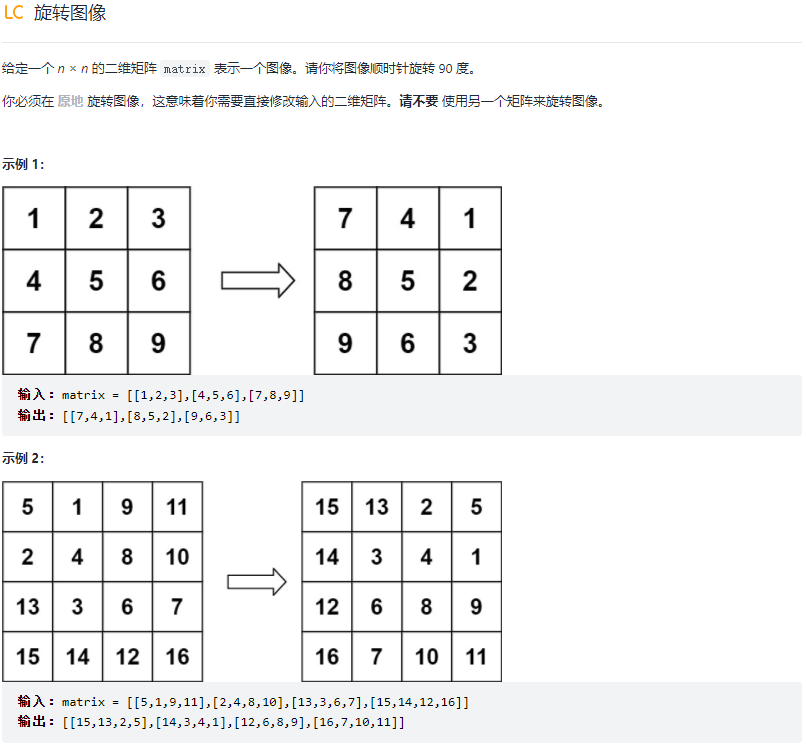 LC 旋转图像
给定一个 n × n 的二维矩阵 matrix 表示一个图像。请你将图像顺时针旋转 90 度。
你必须在 原地 旋转图像，这意味着你需要直接修改输入的二维矩阵。请不要 使用另一个矩阵来旋转图像。
示例 1：
1 2 3 7 4 1
4 5 6 8 5 2
7 8 9 9 6 3
输入：matrix = [[1,2,3],[4,5,6],[7,8,9]]
输出：[[7,4,1],[8,5,2],[9,6,3]]
示例 2：
5 1 9 11 15 13 2 5
2 4 8 10 14 3 4 1
13 3 6 7 12 6 8 9
15 14 12 16 16 7 10 11
输入：matrix = [[5,1,9,11],[2,4,8,10],[13,3,6,7],[15,14,12,16]]
输出：[[15,13,2,5],[14,3,4,1],[12,6,8,9],[16,7,10,11]]